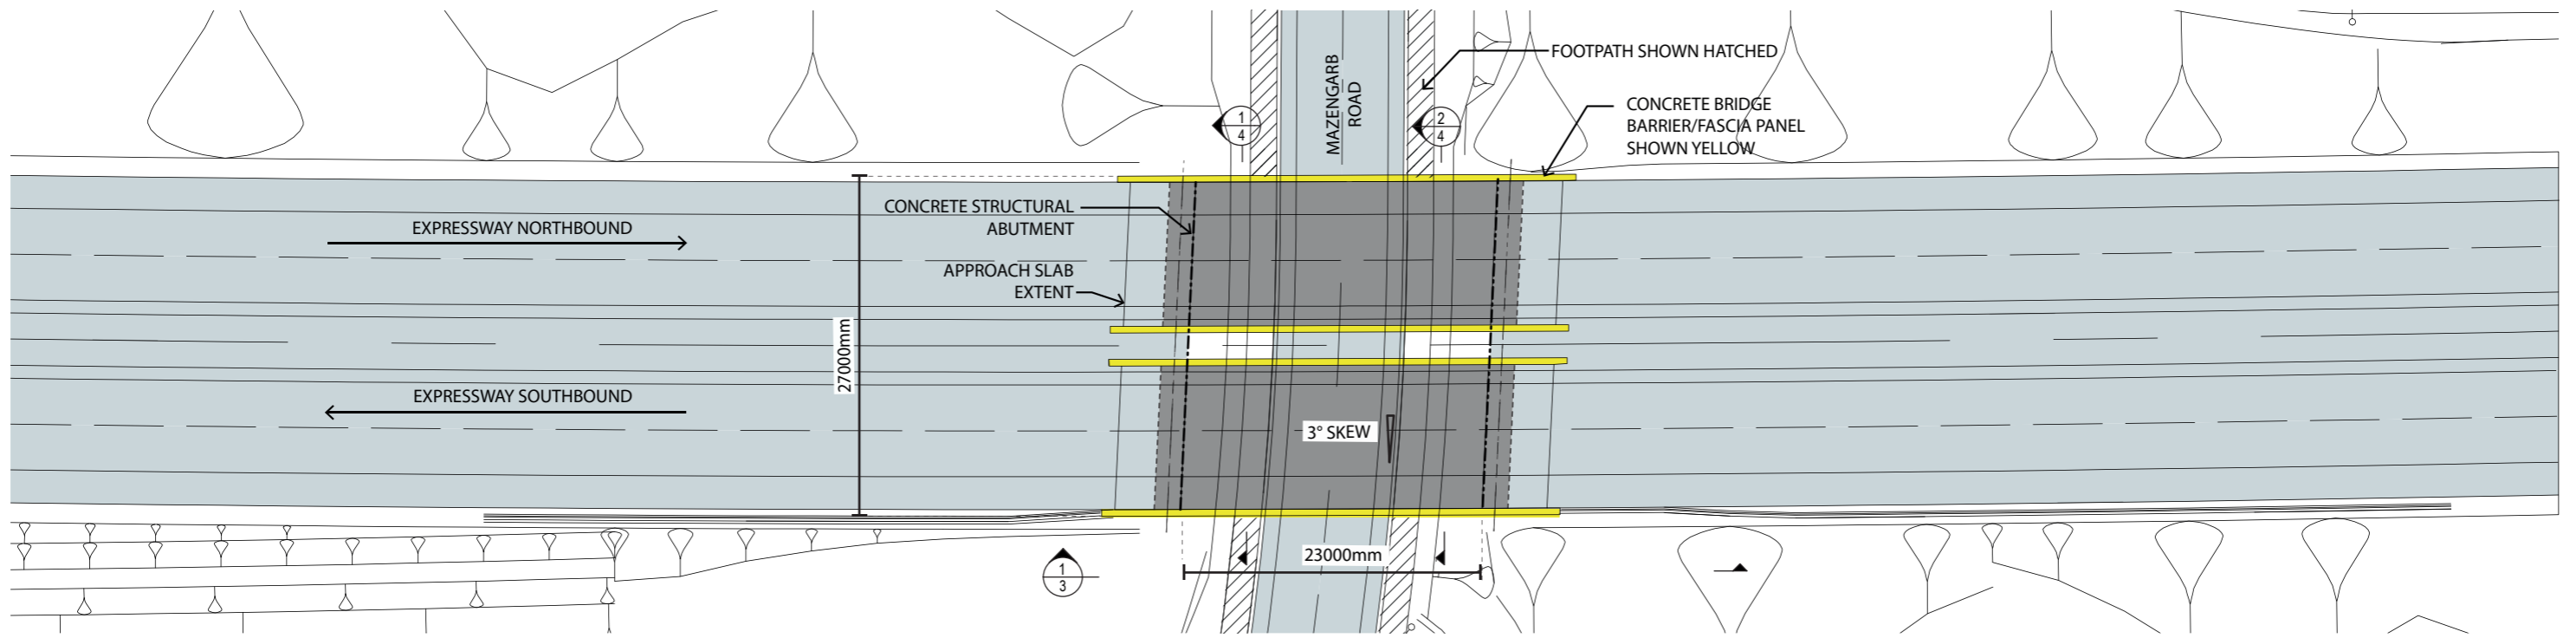 MAZENGARB
ROAD
FOOTPATH SHOWN HATCHED
CONCRETE BRIDGE
BARRIER/FASCIA PANEL
SHOWN YELLOW
1
4
2
4
CONCRETE STRUCTURAL
ABUTMENT
EXPRESSWAY NORTHBOUND
APPROACH SLAB
EXTENT
27000mm
EXPRESSWAY SOUTHBOUND
3° SKEW
23000mm
1
3